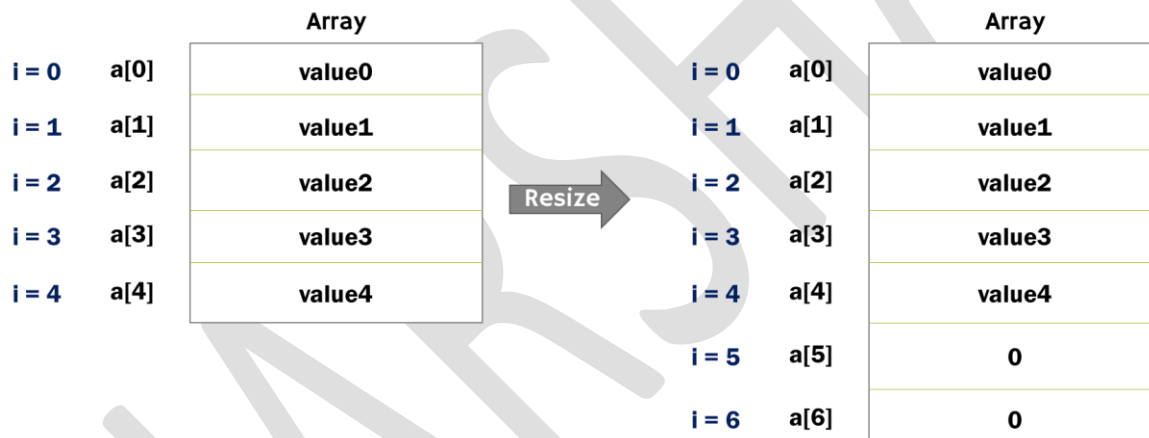 Array Array
i = 0 a[0] value0 i = 0 a[0] value0
i = 1 a[1] value1 i = 1 a[1] value1
i = 2 a[2] value2 i = 2 a[2] value2
Resize
i = 3 a[3] value3 i = 3 a[3] value3
i = 4 a[4] value4 i = 4 a[4] value4
i = 5 a[5] 0
i = 6 a[6] 0